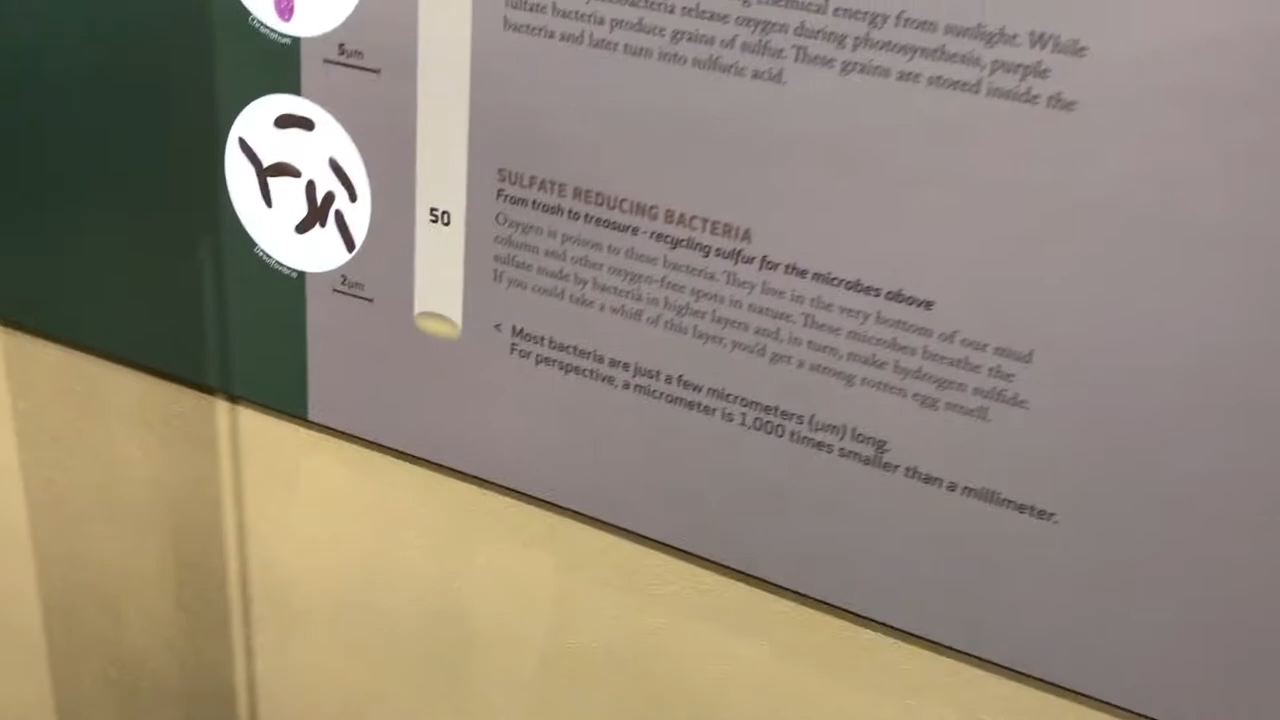 chemical energy from sunlight. While
bacteria release oxygen during photosynthesis, purple
sulfate bacteria produce grains of sulfur. These grains are stored inside the
bacteria and later turn into sulfuric acid.
Chromatium
5µm
SULFATE REDUCING BACTERIA
From trash to treasure - recycling sulfur for the microbes above
Oxygen is poison to these bacteria. They live in the very bottom of our mud
column and other oxygen-free spots in nature. These microbes breathe the
sulfate made by bacteria in higher layers and, in turn, make hydrogen sulfide.
If you could take a whiff of this layer, you'd get a strong rotten egg smell.
50
2µm
< Most bacteria are just a few micrometers (µm) long.
For perspective, a micrometer is 1,000 times smaller than a millimeter.